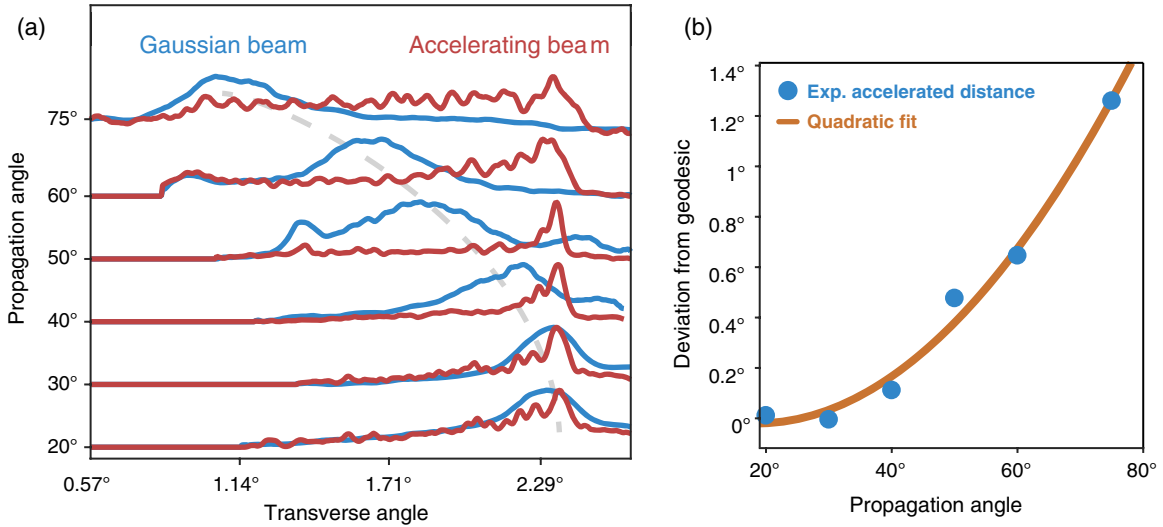 (a)
Gaussian beam
Accelerating beam
Propagation angle
75°
60°
50°
40°
30°
20°
0.57°
1.14°
1.71°
2.29°
Transverse angle
(b)
Exp. accelerated distance
Quadratic fit
Deviation from geodesic
1.4°
1.2°
1°
0.8°
0.6°
0.4°
0.2°
0°
20°
40°
60°
80°
Propagation angle